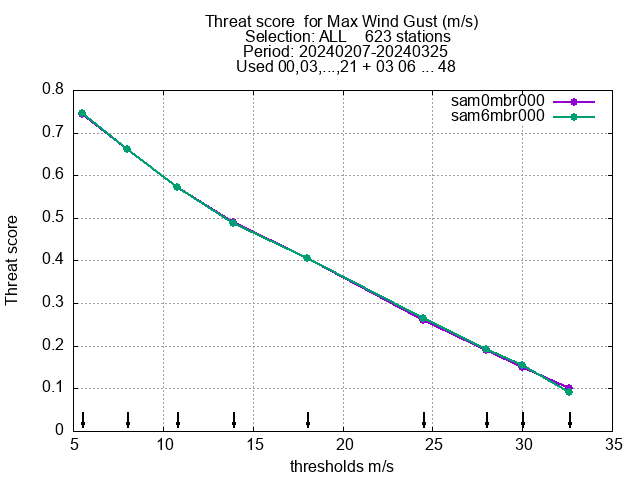 Threat score  for Max Wind Gust (m/s)
Selection: ALL    623 stations
Period: 20240207-20240325
Used 00,03,...,21 + 03 06 ... 48
sam0mbr000
sam6mbr000
Threat score
0.8
0.7
0.6
0.5
0.4
0.3
0.2
0.1
0
5 10 15 20 25 30 35
thresholds m/s